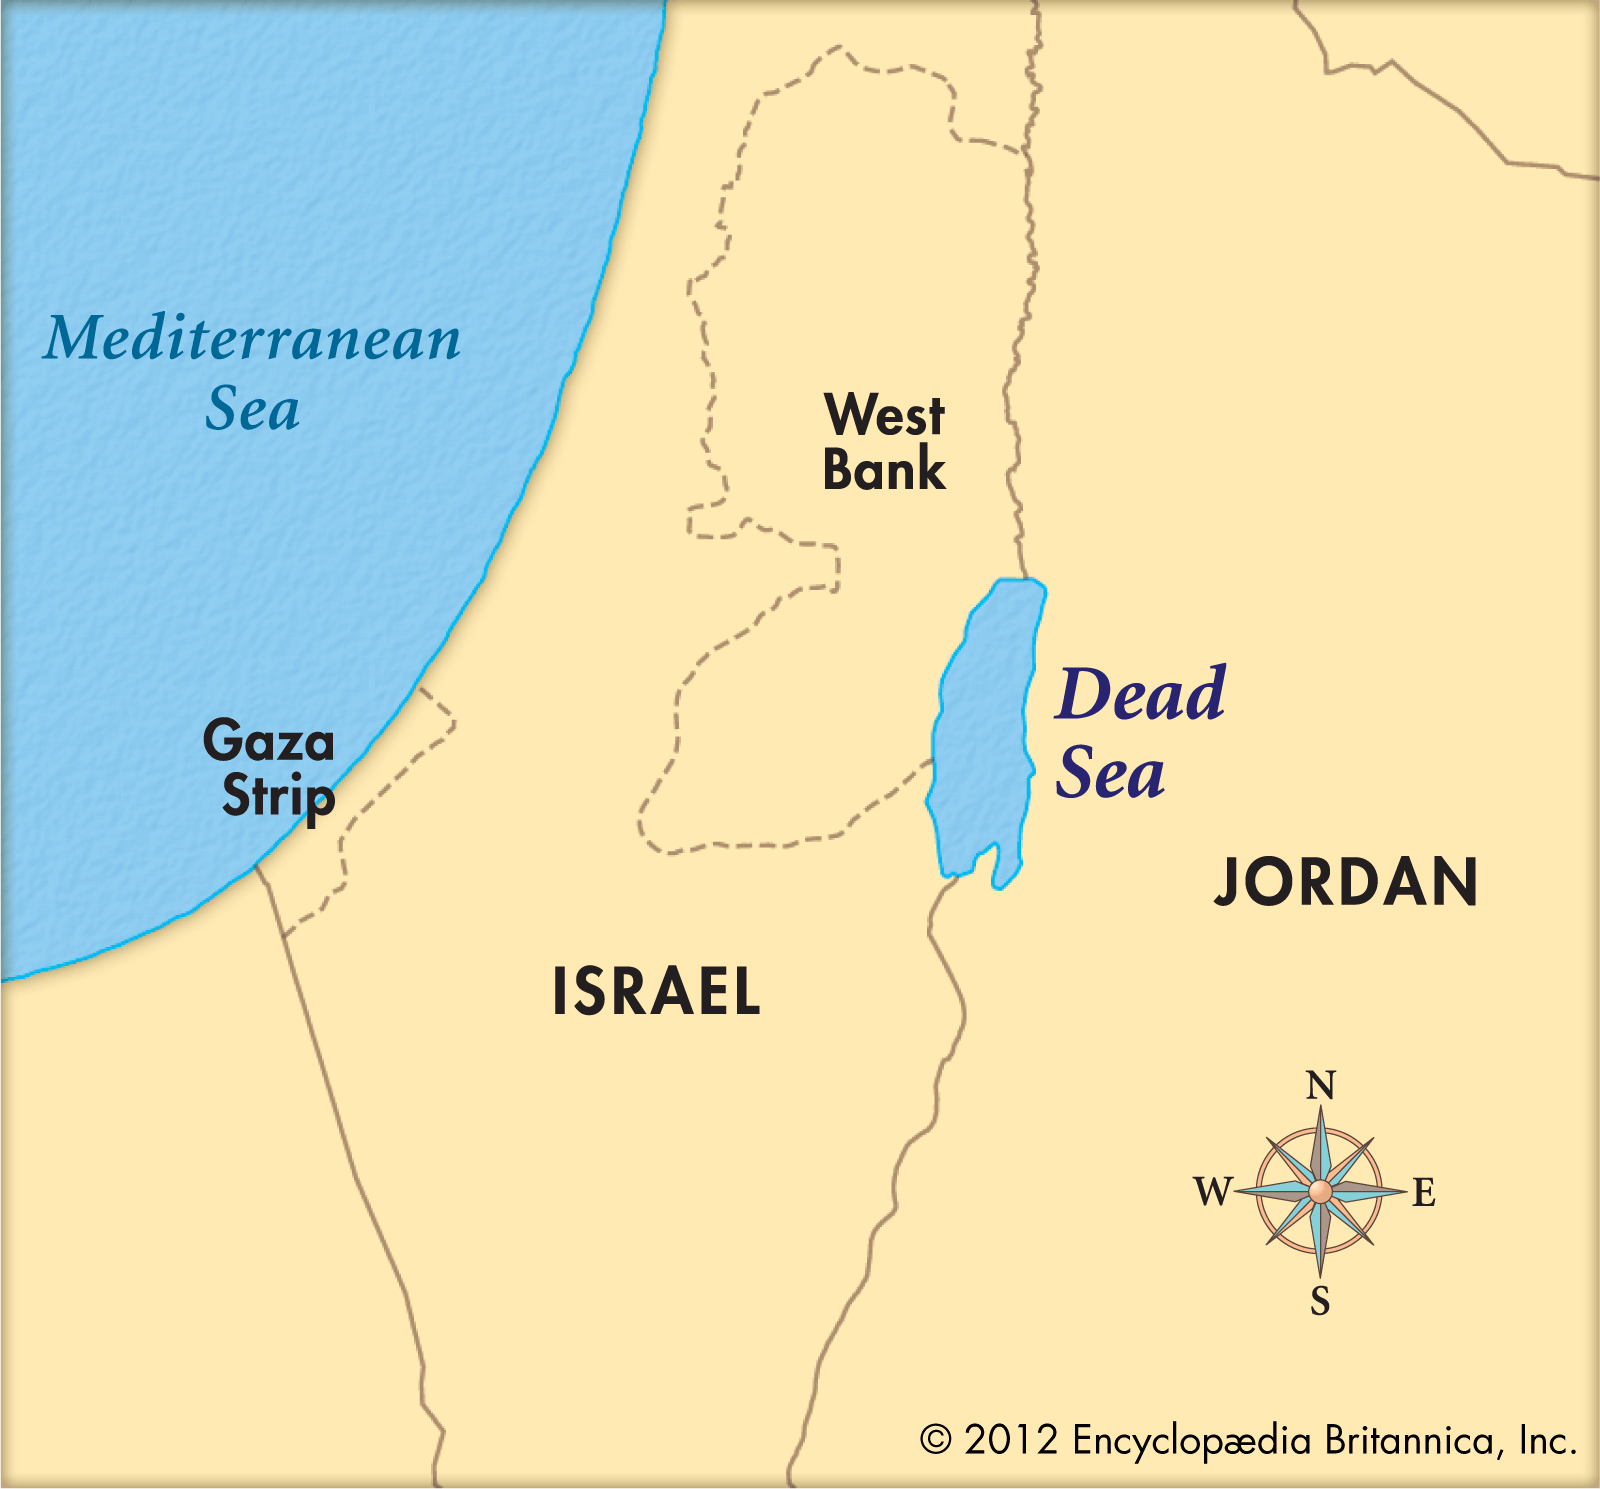 Mediterranean
Sea
West
Bank
Dead
Sea
Gaza
Strip
JORDAN
ISRAEL
N
W
E
S
© 2012 Encyclopædia Britannica, Inc.